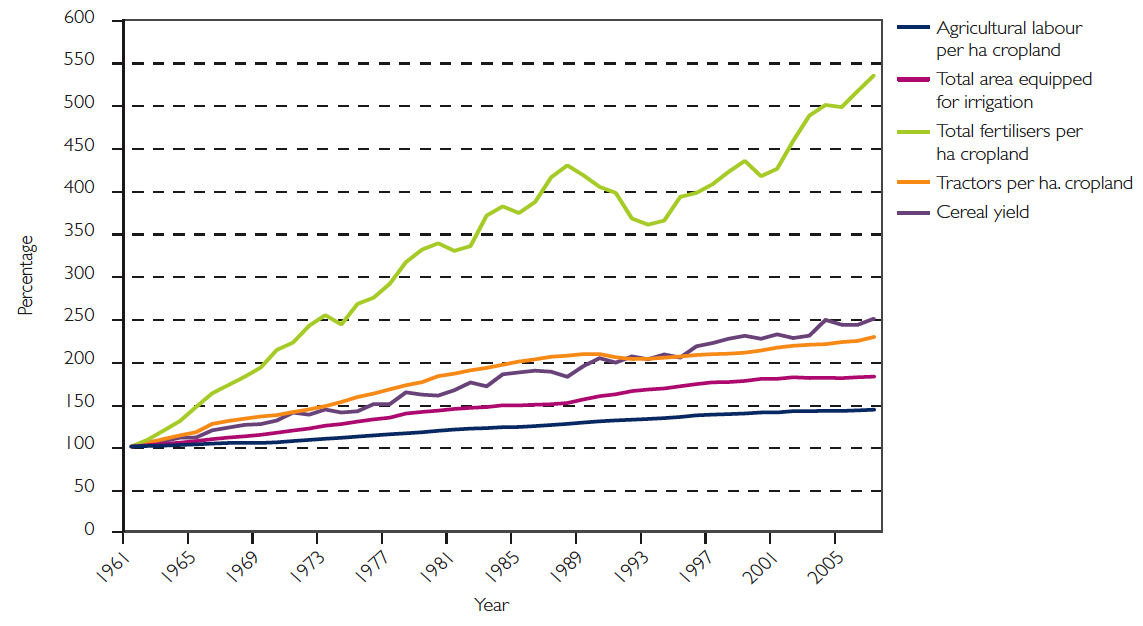 600
550
500
450
400
350
300
250
200
150
100
50
0
Percentage
1961
1965
1969
1973
1977
1981
1985
1989
1993
1997
2001
2005
Year
Agricultural labour
per ha cropland
Total area equipped
for irrigation
Total fertilisers per
ha cropland
Tractors per ha. cropland
Cereal yield